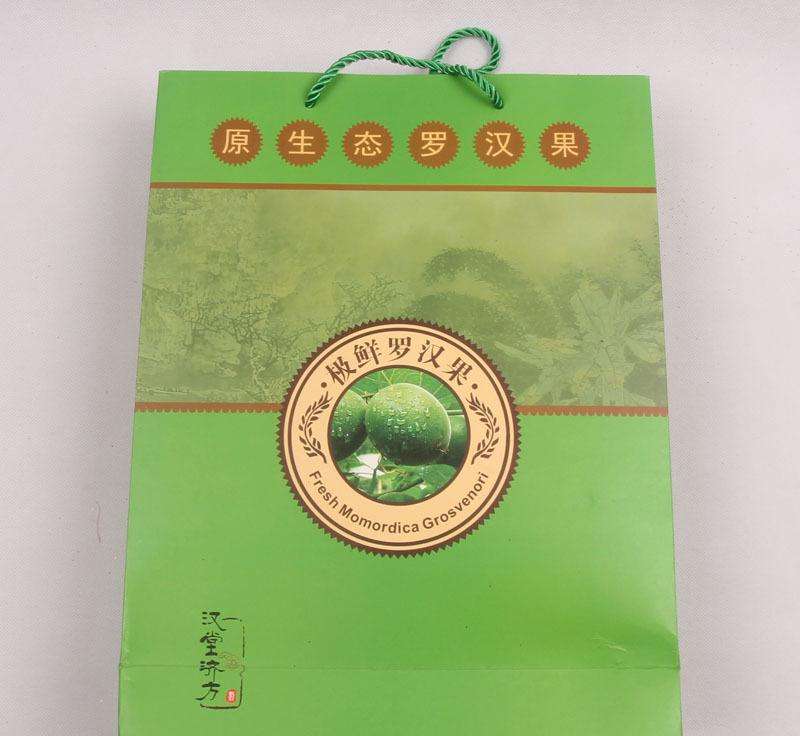 原生态罗汉果
·极鲜罗汉果·
Fresh Momordica Grosvenori
汉堂济方